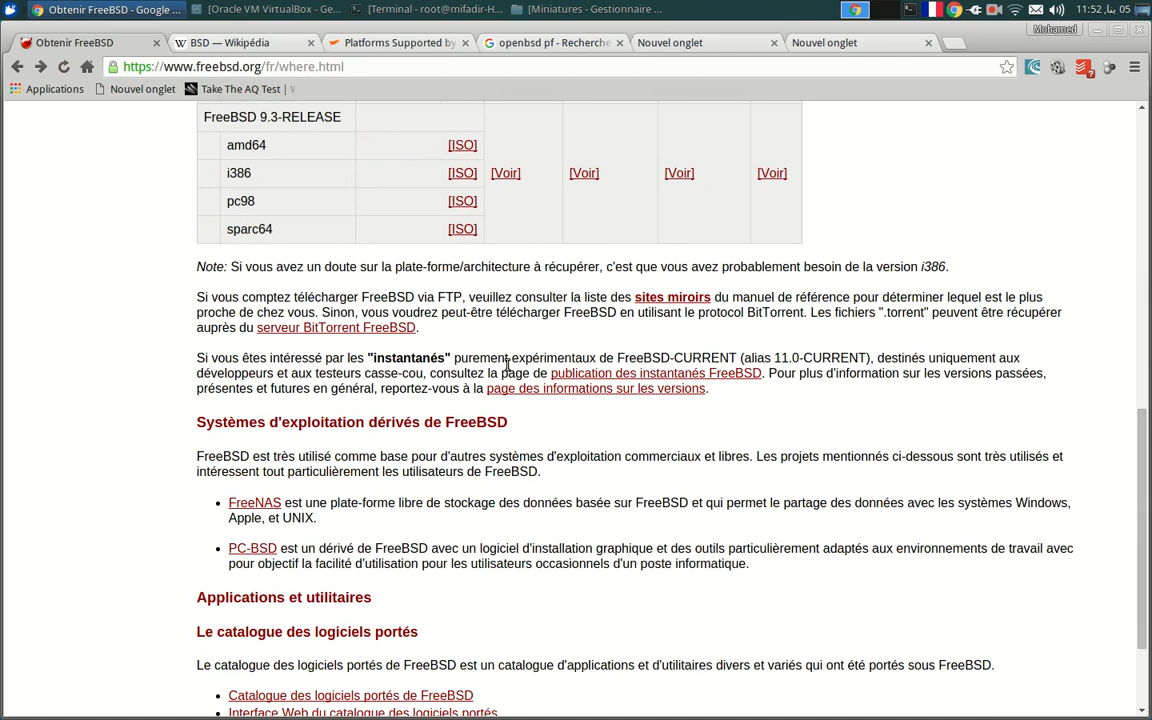 Obtenir FreeBSD - Google ...
[Oracle VM VirtualBox - Ge...
[Terminal - root@mifadir-H...
[Miniatures - Gestionnaire ...
05 يناير, 11:52
Obtenir FreeBSD
BSD — Wikipédia
Platforms Supported by
openbsd pf - Recherche
Nouvel onglet
Nouvel onglet
Mohamed
https://www.freebsd.org/fr/where.html
Applications
Nouvel onglet
Take The AQ Test |
FreeBSD 9.3-RELEASE
amd64 [ISO]
i386 [ISO] [Voir] [Voir] [Voir] [Voir]
pc98 [ISO]
sparc64 [ISO]
Note: Si vous avez un doute sur la plate-forme/architecture à récupérer, c'est que vous avez probablement besoin de la version i386.
Si vous comptez télécharger FreeBSD via FTP, veuillez consulter la liste des sites miroirs du manuel de référence pour déterminer lequel est le plus
proche de chez vous. Sinon, vous voudrez peut-être télécharger FreeBSD en utilisant le protocol BitTorrent. Les fichiers ".torrent" peuvent être récupérer
auprès du serveur BitTorrent FreeBSD.
Si vous êtes intéressé par les "instantanés" purement expérimentaux de FreeBSD-CURRENT (alias 11.0-CURRENT), destinés uniquement aux
développeurs et aux testeurs casse-cou, consultez la page de publication des instantanés FreeBSD. Pour plus d'information sur les versions passées,
présentes et futures en général, reportez-vous à la page des informations sur les versions.
Systèmes d'exploitation dérivés de FreeBSD
FreeBSD est très utilisé comme base pour d'autres systèmes d'exploitation commerciaux et libres. Les projets mentionnés ci-dessous sont très utilisés et
intéressent tout particulièrement les utilisateurs de FreeBSD.
• FreeNAS est une plate-forme libre de stockage des données basée sur FreeBSD et qui permet le partage des données avec les systèmes Windows,
Apple, et UNIX.
• PC-BSD est un dérivé de FreeBSD avec un logiciel d'installation graphique et des outils particulièrement adaptés aux environnements de travail avec
pour objectif la facilité d'utilisation pour les utilisateurs occasionnels d'un poste informatique.
Applications et utilitaires
Le catalogue des logiciels portés
Le catalogue des logiciels portés de FreeBSD est un catalogue d'applications et d'utilitaires divers et variés qui ont été portés sous FreeBSD.
• Catalogue des logiciels portés de FreeBSD
• Interface Web du catalogue des logiciels portés